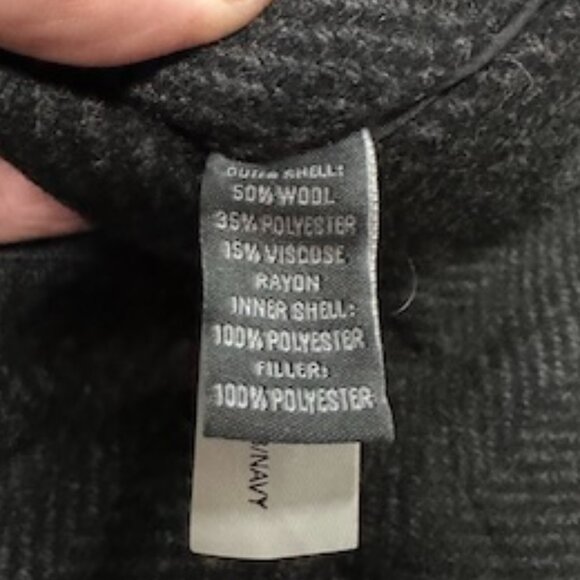 OUTER SHELL:
50% WOOL
35% POLYESTER
15% VISCOSE
RAYON
INNER SHELL:
100% POLYESTER
FILLER:
100% POLYESTER
/NAVY